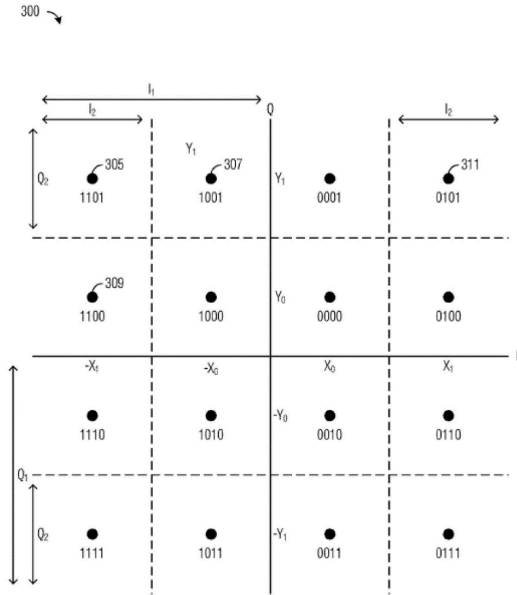 300
I₁
I₂ Q I₂
Y₁
305 307 Y₁ 311
Q₂
1101 1001 0001 0101
309 Y₀
1100 1000 0000 0100
-X₁ -X₀ X₀ X₁
-Y₀
1110 1010 0010 0110
Q₁
Q₂ -Y₁
1111 1011 0011 0111